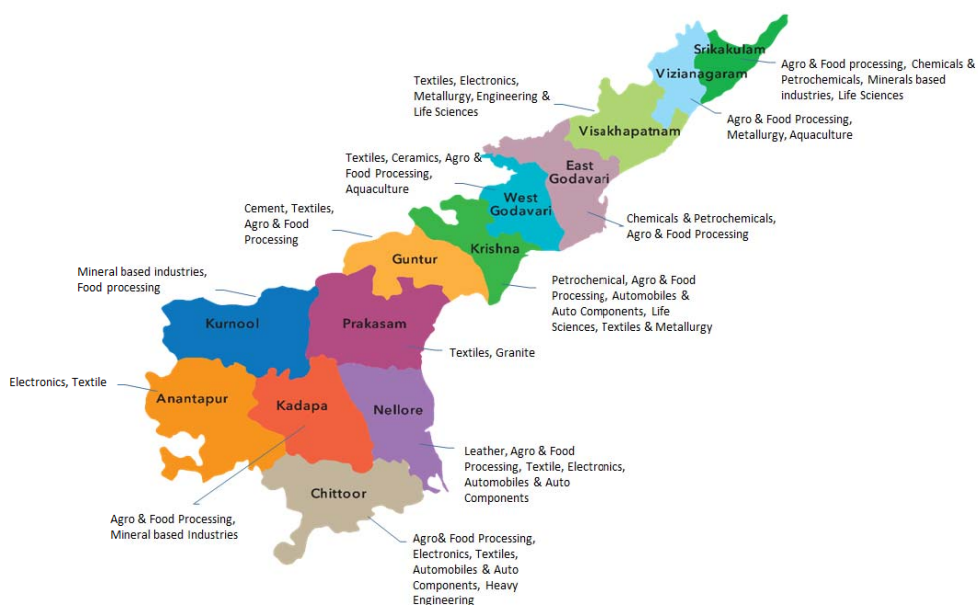 Srikakulam
Agro & Food processing, Chemicals &
Petrochemicals, Minerals based
industries, Life Sciences
Vizianagaram
Agro & Food Processing,
Metallurgy, Aquaculture
Textiles, Electronics,
Metallurgy, Engineering &
Life Sciences
Visakhapatnam
East
Godavari
Chemicals & Petrochemicals,
Agro & Food Processing
Textiles, Ceramics, Agro &
Food Processing,
Aquaculture
West
Godavari
Krishna
Petrochemical, Agro & Food
Processing, Automobiles &
Auto Components, Life
Sciences, Textiles & Metallurgy
Cement, Textiles,
Agro & Food
Processing
Guntur
Mineral based industries,
Food processing
Kurnool
Prakasam
Textiles, Granite
Electronics, Textile
Anantapur
Kadapa
Agro & Food Processing,
Mineral based Industries
Nellore
Leather, Agro & Food
Processing, Textile, Electronics,
Automobiles & Auto
Components
Chittoor
Agro& Food Processing,
Electronics, Textiles,
Automobiles & Auto
Components, Heavy
Engineering